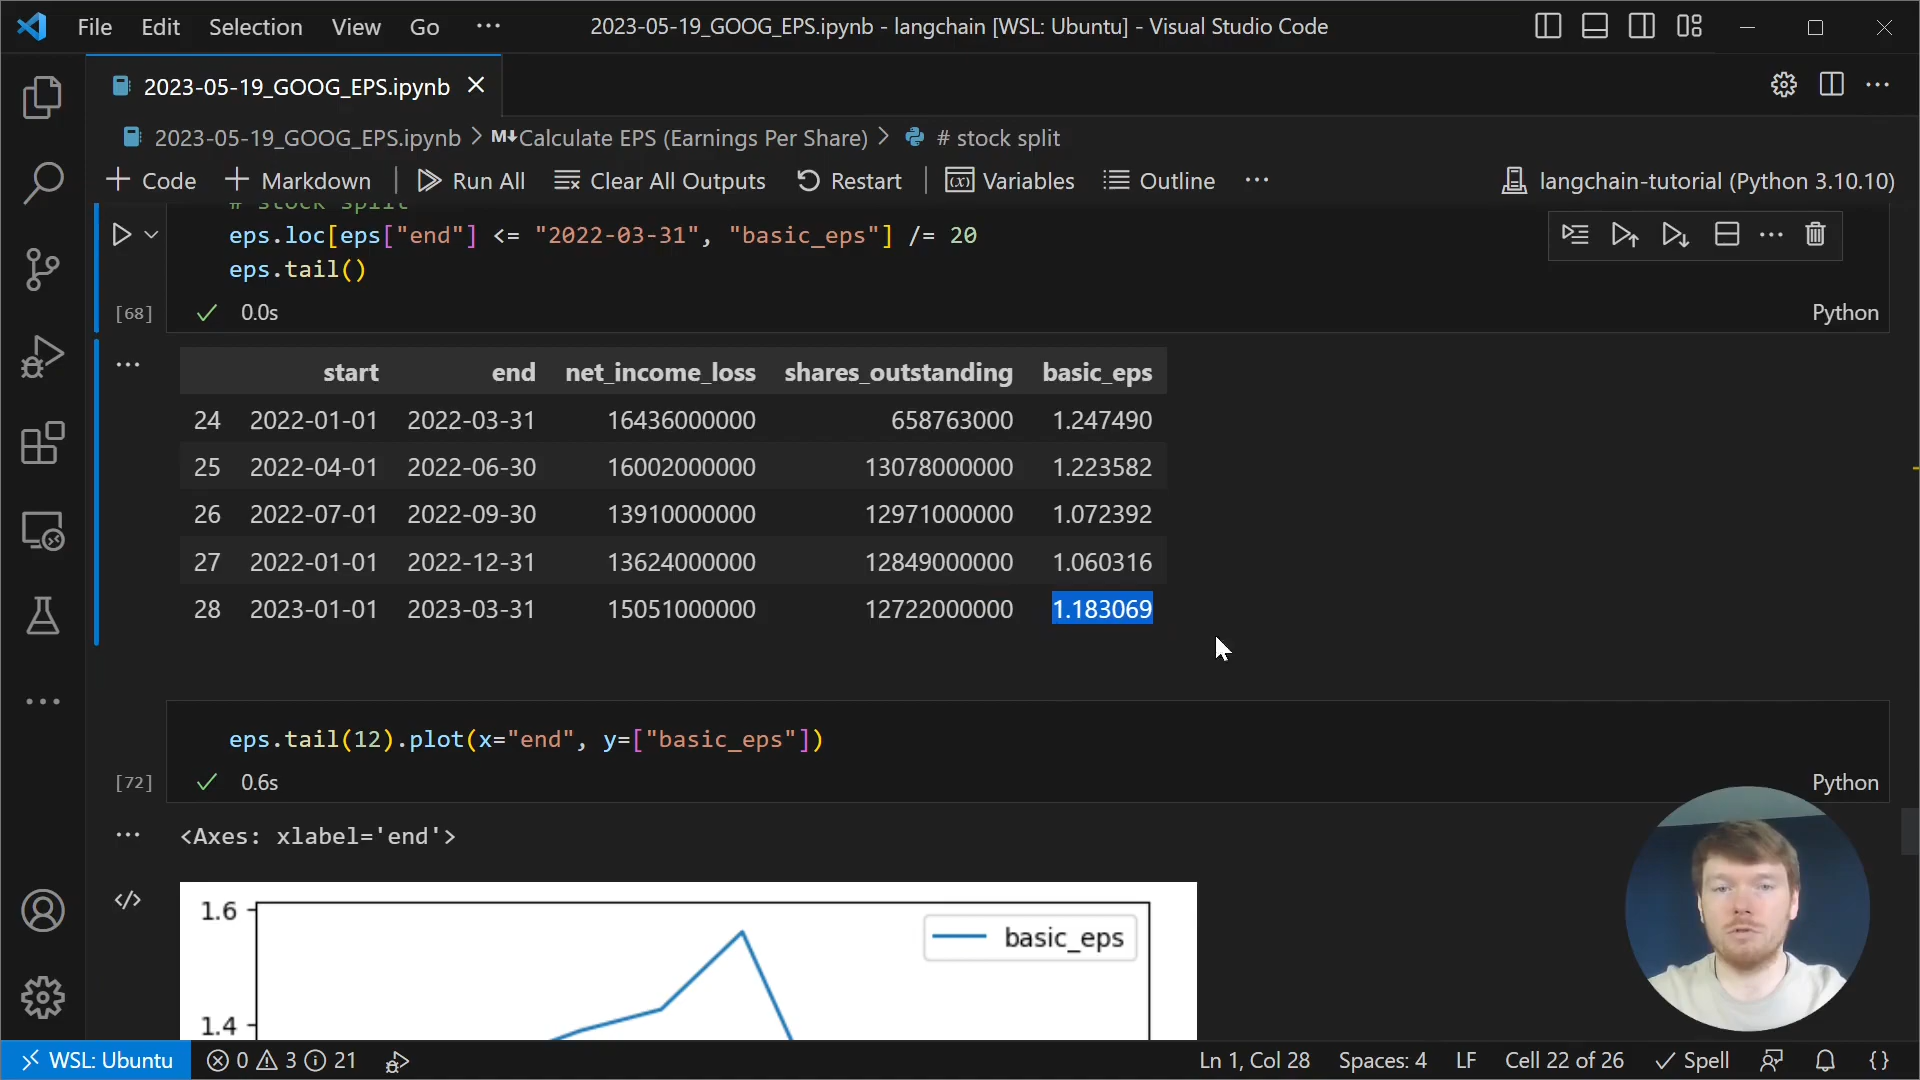 File Edit Selection View Go ··· 2023-05-19_GOOG_EPS.ipynb - langchain [WSL: Ubuntu] - Visual Studio Code
2023-05-19_GOOG_EPS.ipynb
2023-05-19_GOOG_EPS.ipynb > M↓Calculate EPS (Earnings Per Share) > # stock split
+ Code + Markdown | Run All Clear All Outputs Restart | Variables Outline ··· langchain-tutorial (Python 3.10.10)
# stock split
eps.loc[eps["end"] <= "2022-03-31", "basic_eps"] /= 20
eps.tail()
[68] ✓ 0.0s Python
start end net_income_loss shares_outstanding basic_eps
24 2022-01-01 2022-03-31 16436000000 658763000 1.247490
25 2022-04-01 2022-06-30 16002000000 13078000000 1.223582
26 2022-07-01 2022-09-30 13910000000 12971000000 1.072392
27 2022-01-01 2022-12-31 13624000000 12849000000 1.060316
28 2023-01-01 2023-03-31 15051000000 12722000000 1.183069
eps.tail(12).plot(x="end", y=["basic_eps"])
[72] ✓ 0.6s Python
<Axes: xlabel='end'>
1.6
basic_eps
1.4
WSL: Ubuntu 0 3 21 Ln 1, Col 28 Spaces: 4 LF Cell 22 of 26 ✓ Spell {}